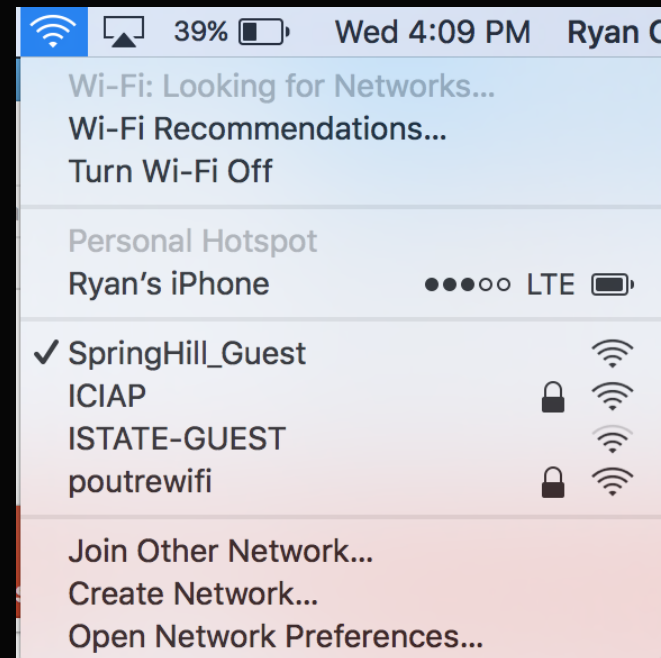 39% Wed 4:09 PM Ryan
Wi-Fi: Looking for Networks...
Wi-Fi Recommendations...
Turn Wi-Fi Off
Personal Hotspot
Ryan's iPhone LTE
SpringHill_Guest
ICIAP
ISTATE-GUEST
poutrewifi
Join Other Network...
Create Network...
Open Network Preferences...